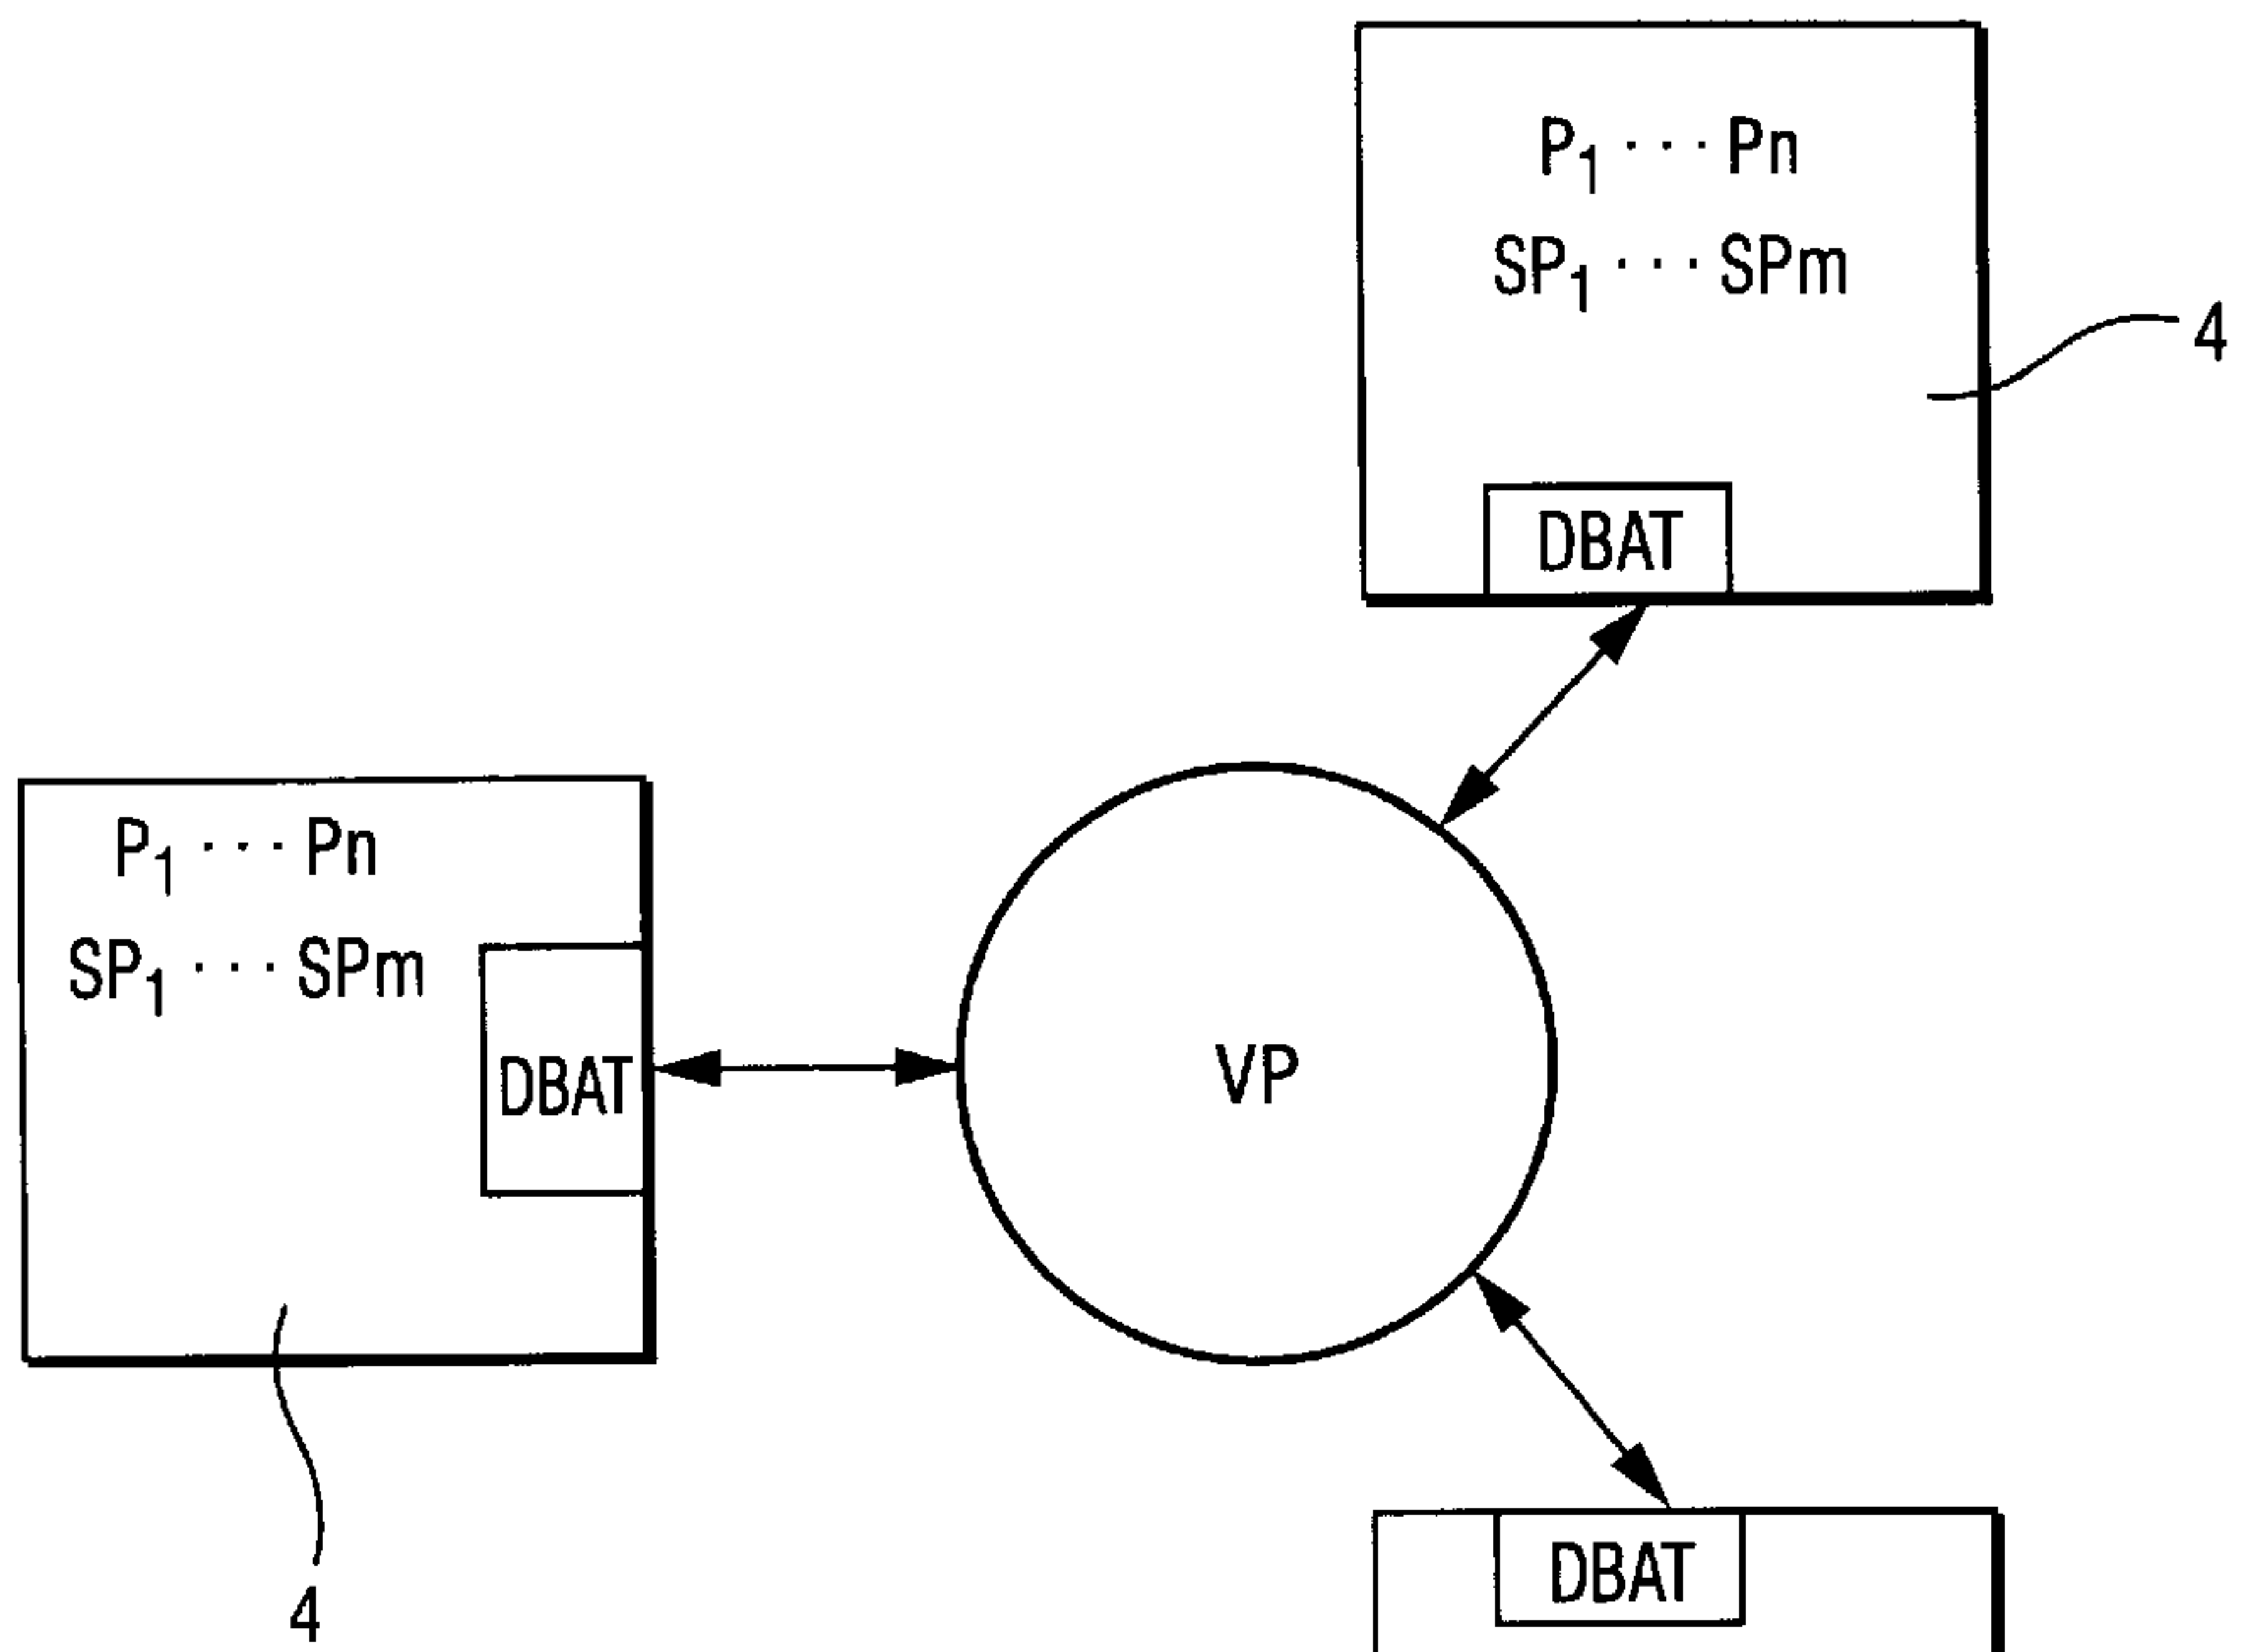 P1 ··· Pn
SP1 ··· SPm
4
DBAT
P1 ··· Pn
SP1 ··· SPm
DBAT
VP
DBAT
4